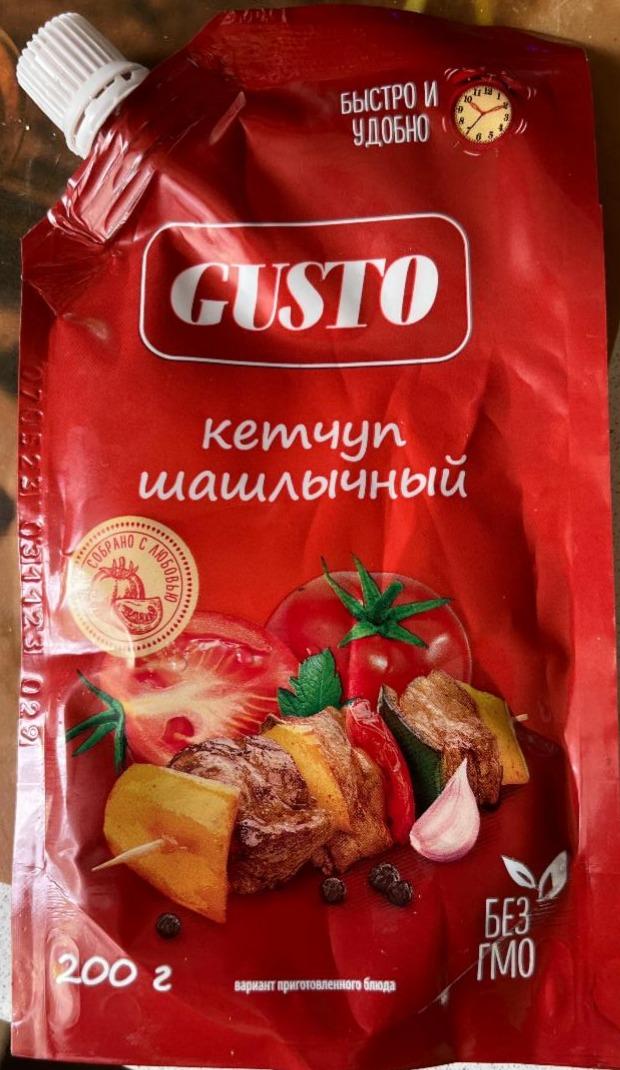 БЫСТРО И
УДОБНО
GUSTO
кетчуп
шашлычный
СОБРАНО С ЛЮБОВЬЮ
200 г
вариант приготовленного блюда
БЕЗ
ГМО